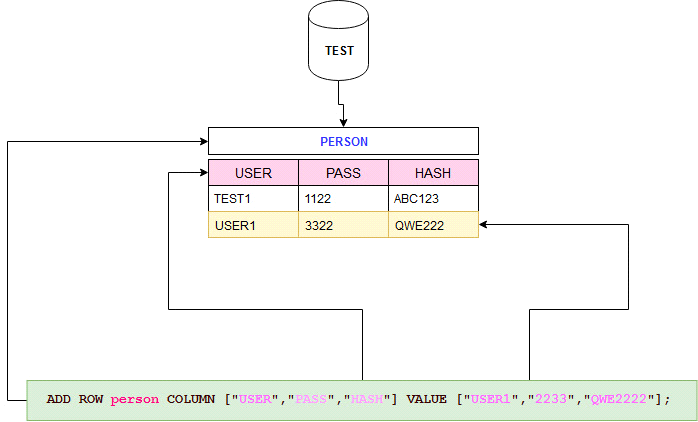 TEST
PERSON
USER PASS HASH
TEST1 1122 ABC123
USER1 3322 QWE222
ADD ROW person COLUMN ["USER","PASS","HASH"] VALUE ["USER1","2233","QWE2222"];